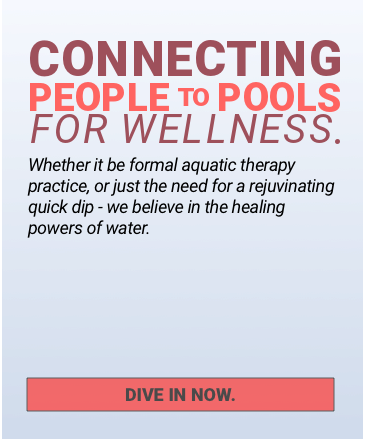 CONNECTING
PEOPLE TO POOLS
FOR WELLNESS.
Whether it be formal aquatic therapy
practice, or just the need for a rejuvinating
quick dip - we believe in the healing
powers of water.
DIVE IN NOW.